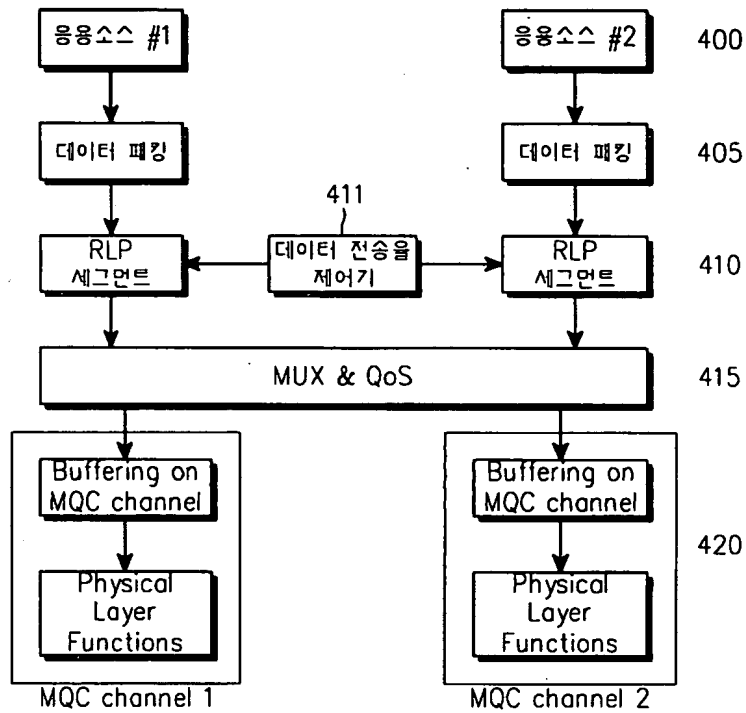 응용소스 #1
응용소스 #2
400
데이터 패킹
데이터 패킹
405
411
RLP
세그먼트
데이터 전송율
제어기
RLP
세그먼트
410
MUX & QoS
415
Buffering on
MQC channel
Buffering on
MQC channel
420
Physical
Layer
Functions
Physical
Layer
Functions
MQC channel 1
MQC channel 2